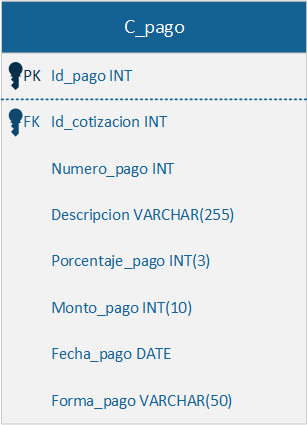 C_pago
PK Id_pago INT
FK Id_cotizacion INT
Numero_pago INT
Descripcion VARCHAR(255)
Porcentaje_pago INT(3)
Monto_pago INT(10)
Fecha_pago DATE
Forma_pago VARCHAR(50)